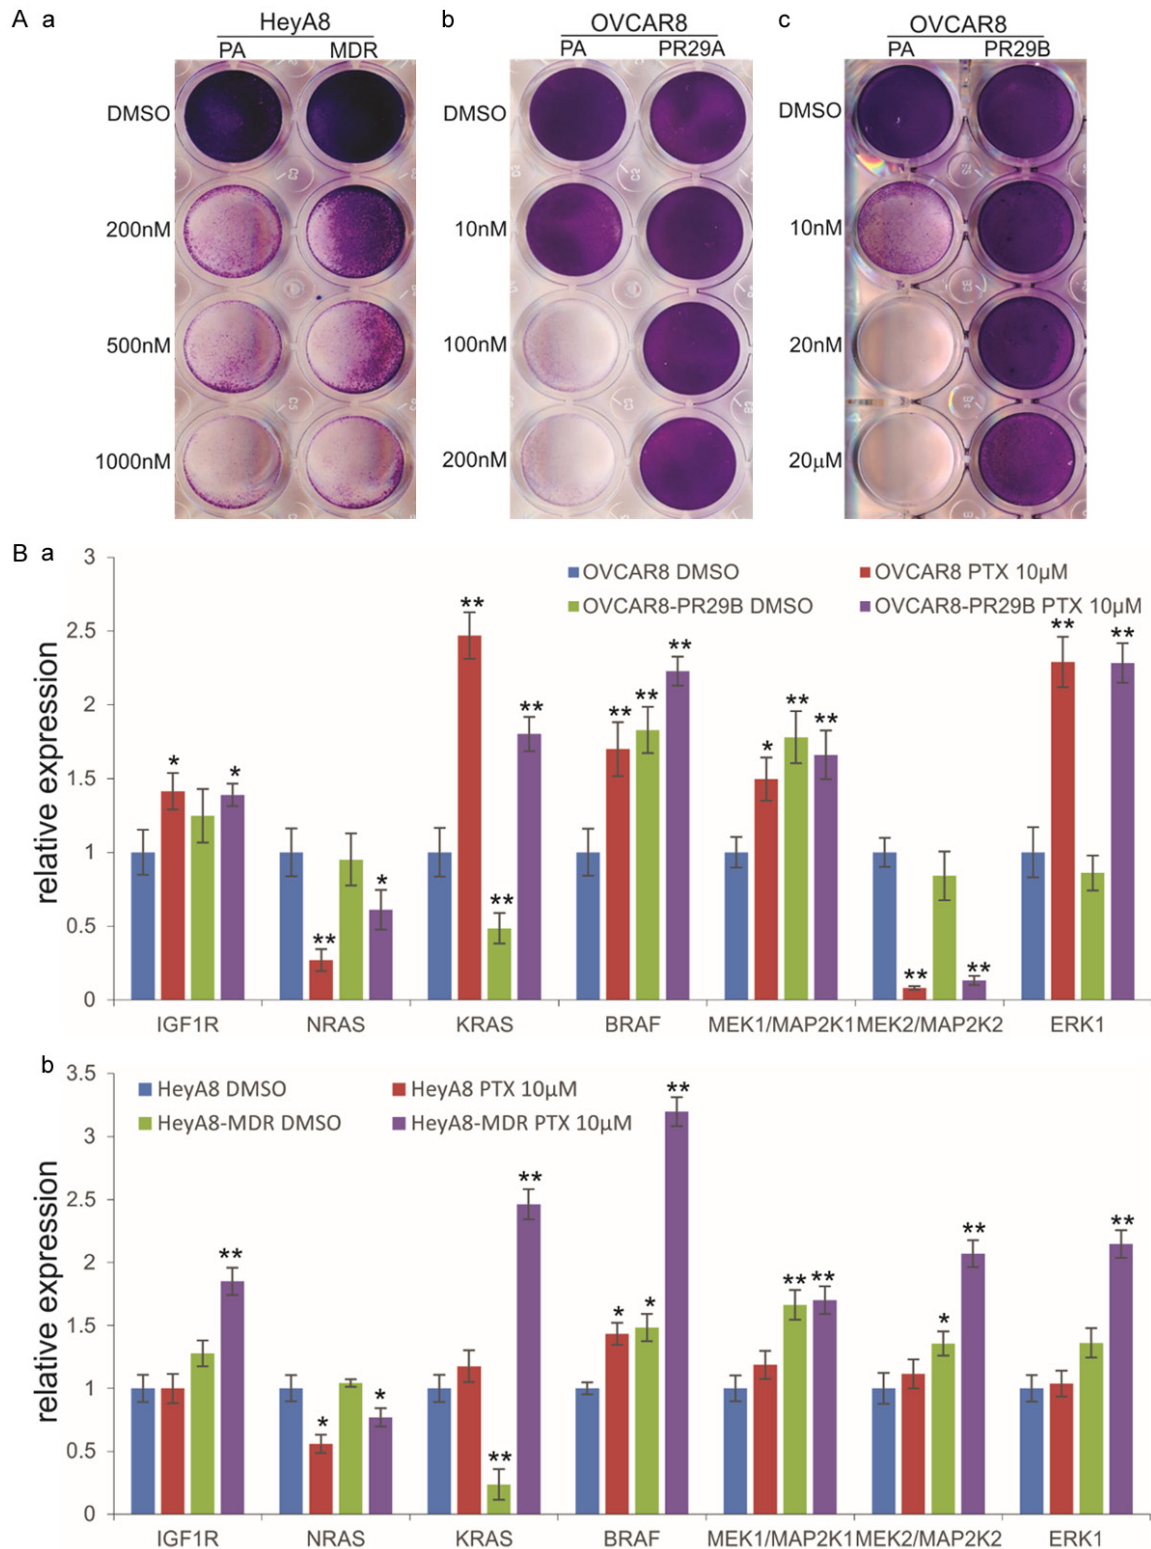 A a
HeyA8
PA MDR
DMSO
200nM
500nM
1000nM
b
OVCAR8
PA PR29A
DMSO
10nM
100nM
200nM
c
OVCAR8
PA PR29B
DMSO
10nM
20nM
20μM
B a
relative expression
3
2.5
2
1.5
1
0.5
0
OVCAR8 DMSO
OVCAR8 PTX 10μM
OVCAR8-PR29B DMSO
OVCAR8-PR29B PTX 10μM
* *
** *
** ** **
** ** **
* ** **
** **
** **
IGF1R NRAS KRAS BRAF MEK1/MAP2K1 MEK2/MAP2K2 ERK1
b
relative expression
3.5
3
2.5
2
1.5
1
0.5
0
HeyA8 DMSO
HeyA8 PTX 10μM
HeyA8-MDR DMSO
HeyA8-MDR PTX 10μM
**
* *
** **
* * **
** **
* **
**
IGF1R NRAS KRAS BRAF MEK1/MAP2K1 MEK2/MAP2K2 ERK1